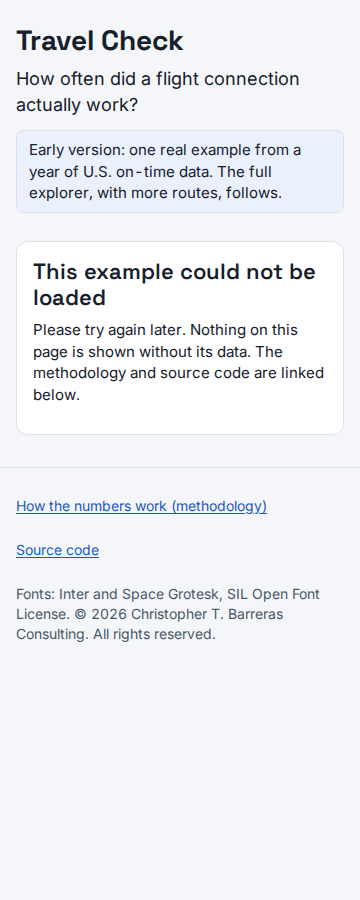 Travel Check
How often did a flight connection
actually work?
Early version: one real example from a
year of U.S. on-time data. The full
explorer, with more routes, follows.
This example could not be
loaded
Please try again later. Nothing on this
page is shown without its data. The
methodology and source code are linked
below.
How the numbers work (methodology)
Source code
Fonts: Inter and Space Grotesk, SIL Open Font
License. © 2026 Christopher T. Barreras
Consulting. All rights reserved.